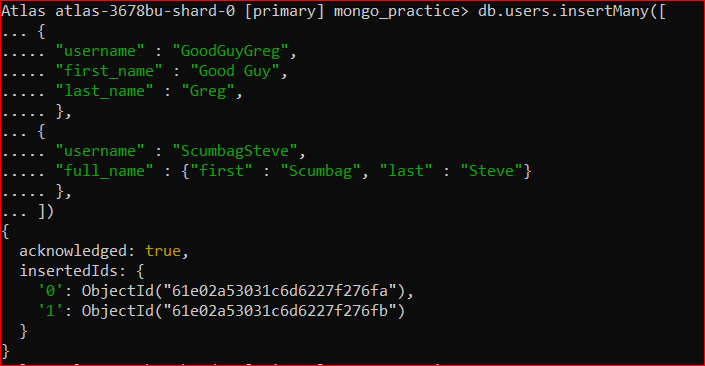 Atlas atlas-3678bu-shard-0 [primary] mongo_practice> db.users.insertMany([
... {
..... "username" : "GoodGuyGreg",
..... "first_name" : "Good Guy",
..... "last_name" : "Greg",
..... },
... {
..... "username" : "ScumbagSteve",
..... "full_name" : {"first" : "Scumbag", "last" : "Steve"}
..... },
... ])
{
  acknowledged: true,
  insertedIds: {
    '0': ObjectId("61e02a53031c6d6227f276fa"),
    '1': ObjectId("61e02a53031c6d6227f276fb")
  }
}